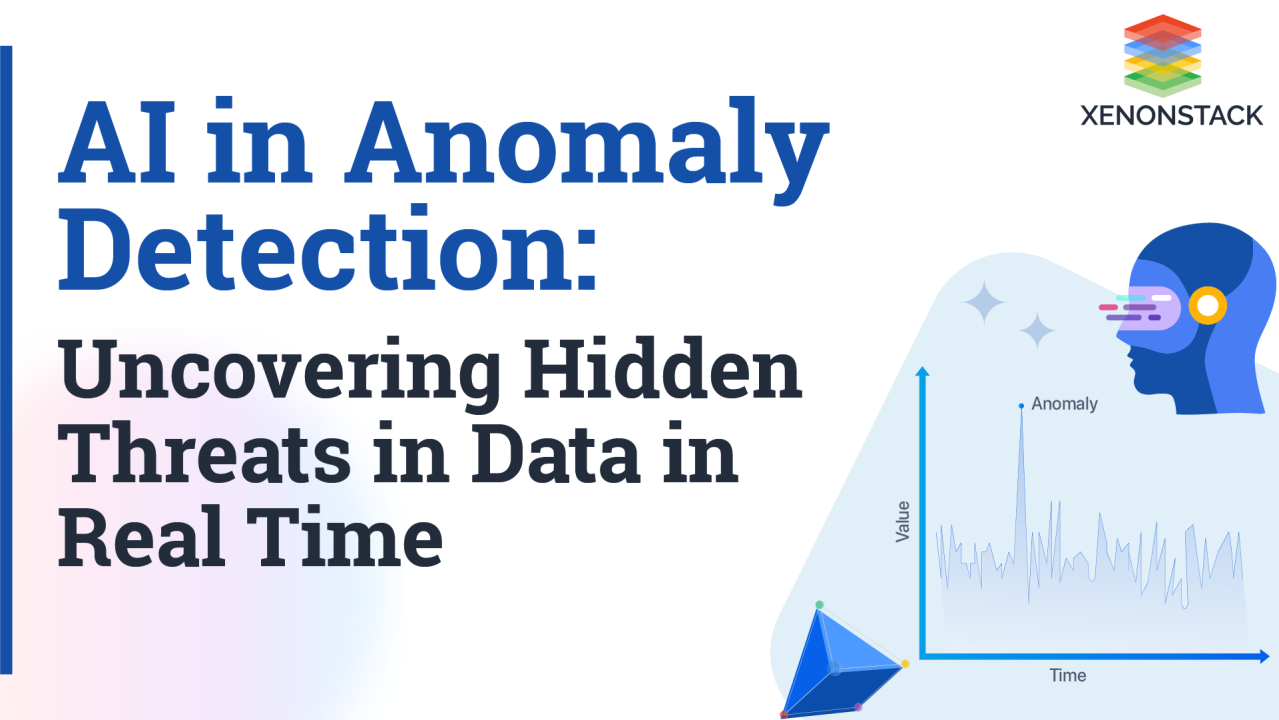 XENONSTACK
AI in Anomaly
Detection:
Uncovering Hidden
Threats in Data in
Real Time
Anomaly
Value
Time